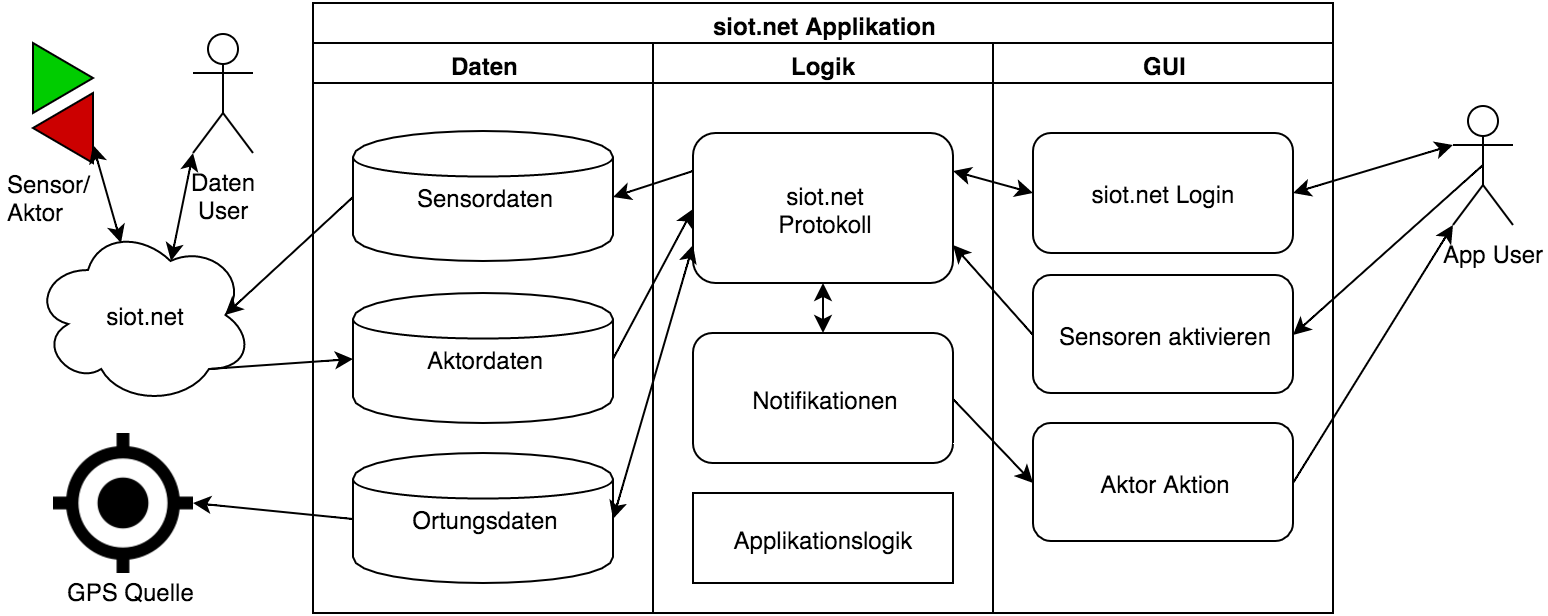 siot.net Applikation
Daten
Logik
GUI
Sensor/
Aktor
Daten
User
siot.net
GPS Quelle
Sensordaten
Aktordaten
Ortungsdaten
siot.net
Protokoll
Notifikationen
Applikationslogik
siot.net Login
Sensoren aktivieren
Aktor Aktion
App User